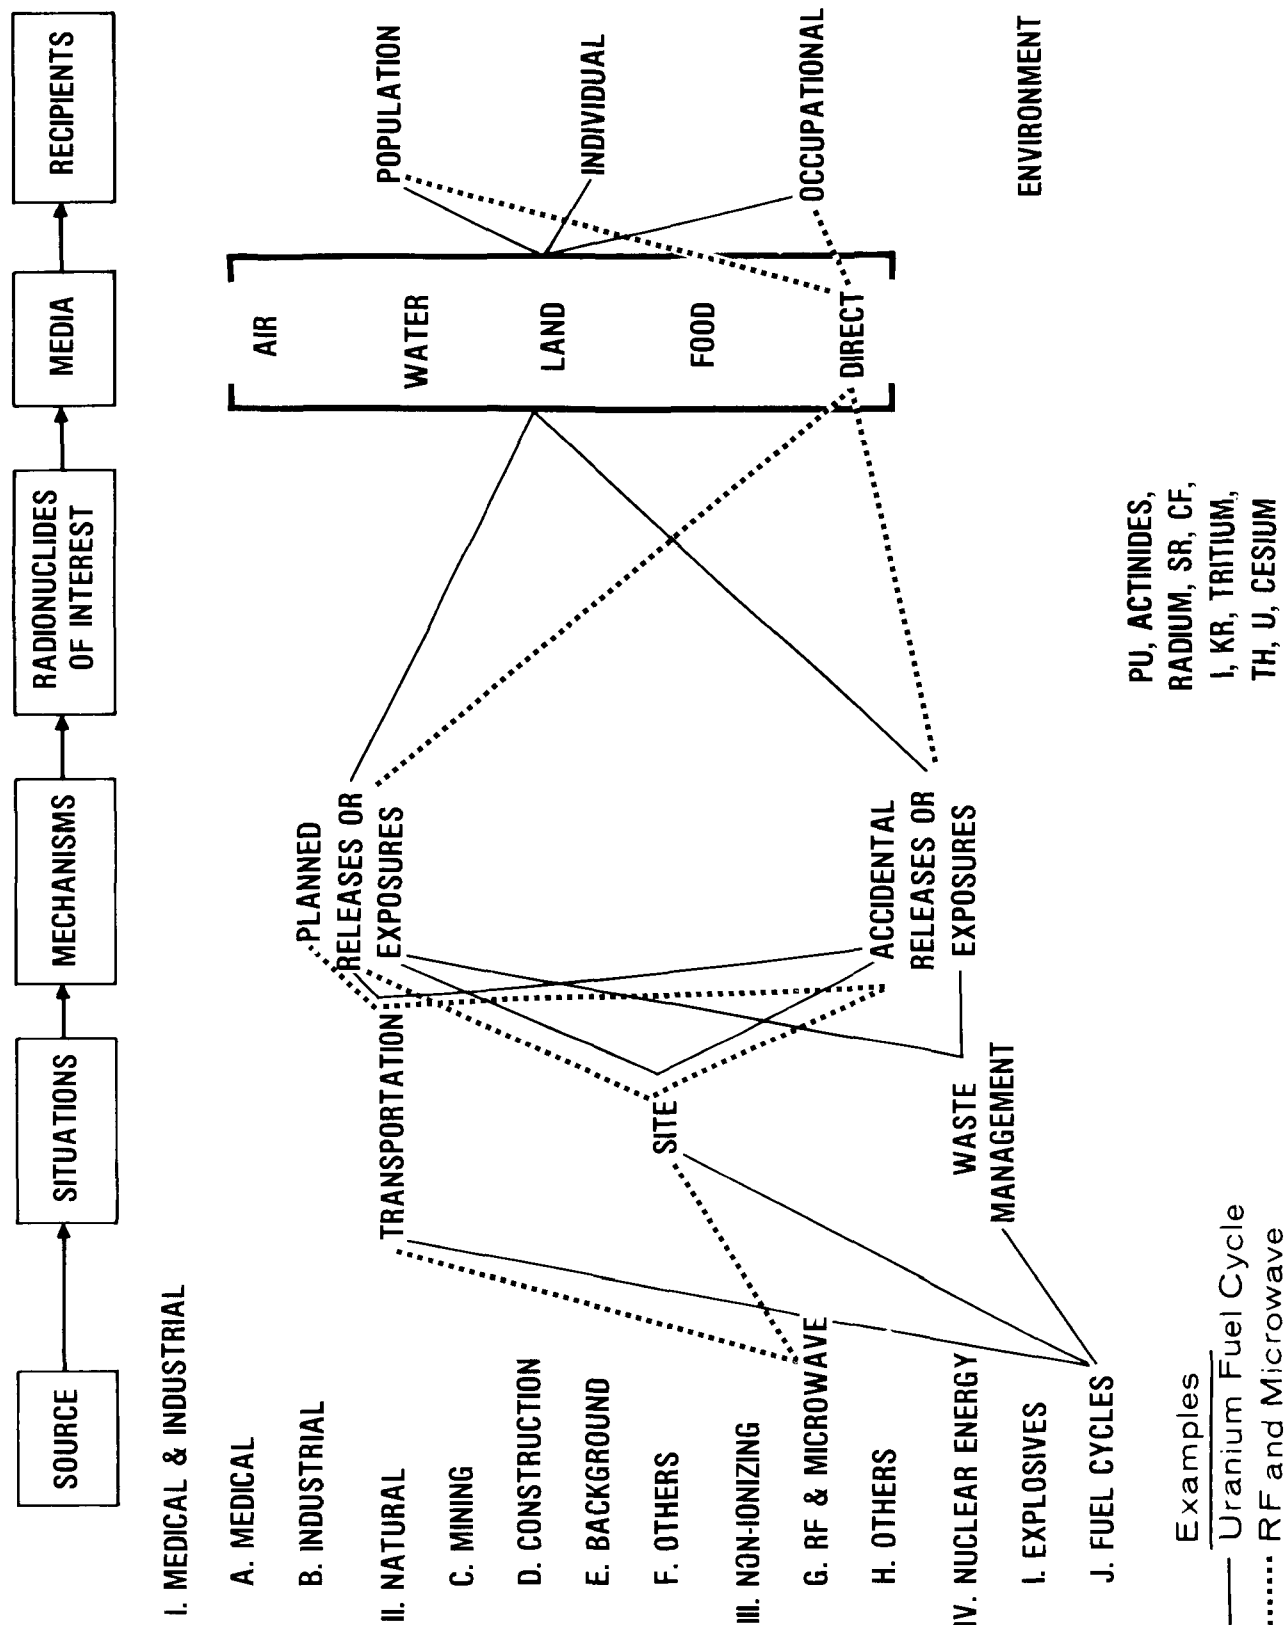 SOURCE
SITUATIONS
MECHANISMS
RADIONUCLIDES
OF INTEREST
MEDIA
RECIPIENTS
I. MEDICAL & INDUSTRIAL
A. MEDICAL
B. INDUSTRIAL
II. NATURAL
C. MINING
D. CONSTRUCTION
E. BACKGROUND
F. OTHERS
III. NON-IONIZING
G. RF & MICROWAVE
H. OTHERS
IV. NUCLEAR ENERGY
I. EXPLOSIVES
J. FUEL CYCLES
TRANSPORTATION
SITE
WASTE
MANAGEMENT
PLANNED
RELEASES OR
EXPOSURES
ACCIDENTAL
RELEASES OR
EXPOSURES
PU, ACTINIDES,
RADIUM, SR, CF,
I, KR, TRITIUM,
TH, U, CESIUM
AIR
WATER
LAND
FOOD
DIRECT
POPULATION
INDIVIDUAL
OCCUPATIONAL
ENVIRONMENT
Examples
Uranium Fuel Cycle
RF and Microwave